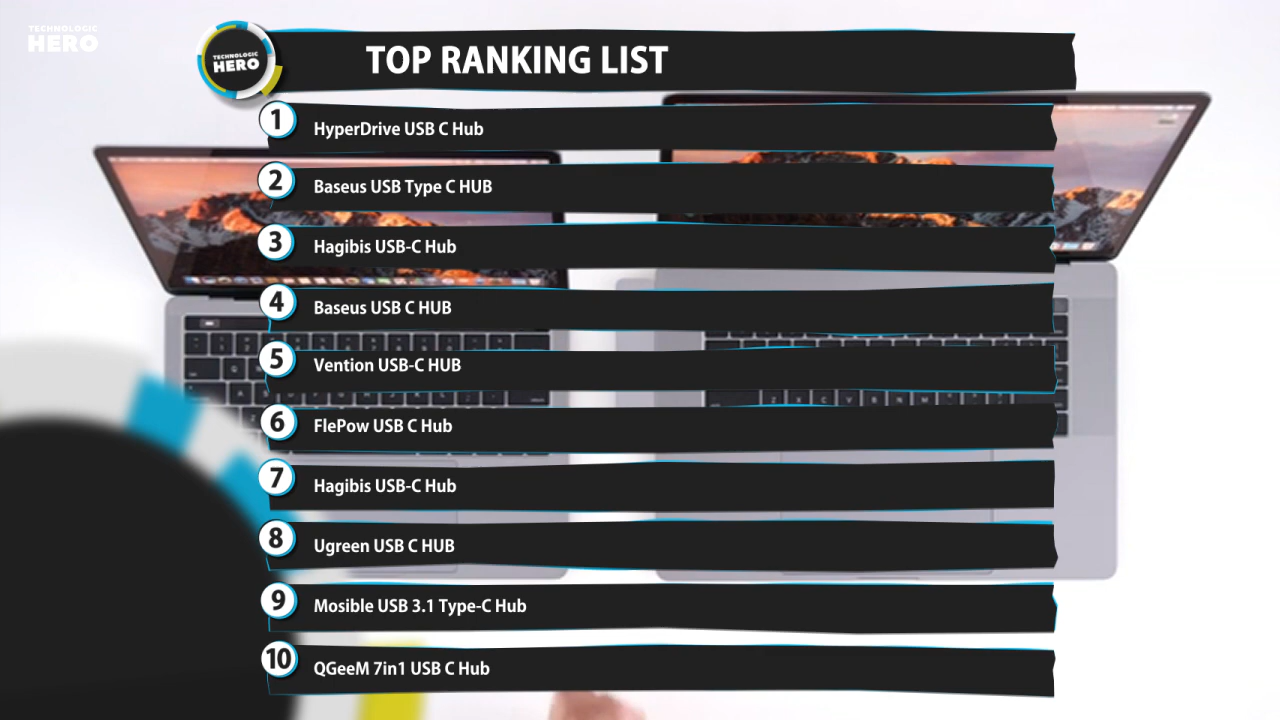 TECHNOLOGIC
HERO
TECHNOLOGIC
HERO
TOP RANKING LIST
1
HyperDrive USB C Hub
2
Baseus USB Type C HUB
3
Hagibis USB-C Hub
4
Baseus USB C HUB
5
Vention USB-C HUB
6
FlePow USB C Hub
7
Hagibis USB-C Hub
8
Ugreen USB C HUB
9
Mosible USB 3.1 Type-C Hub
10
QGeeM 7in1 USB C Hub